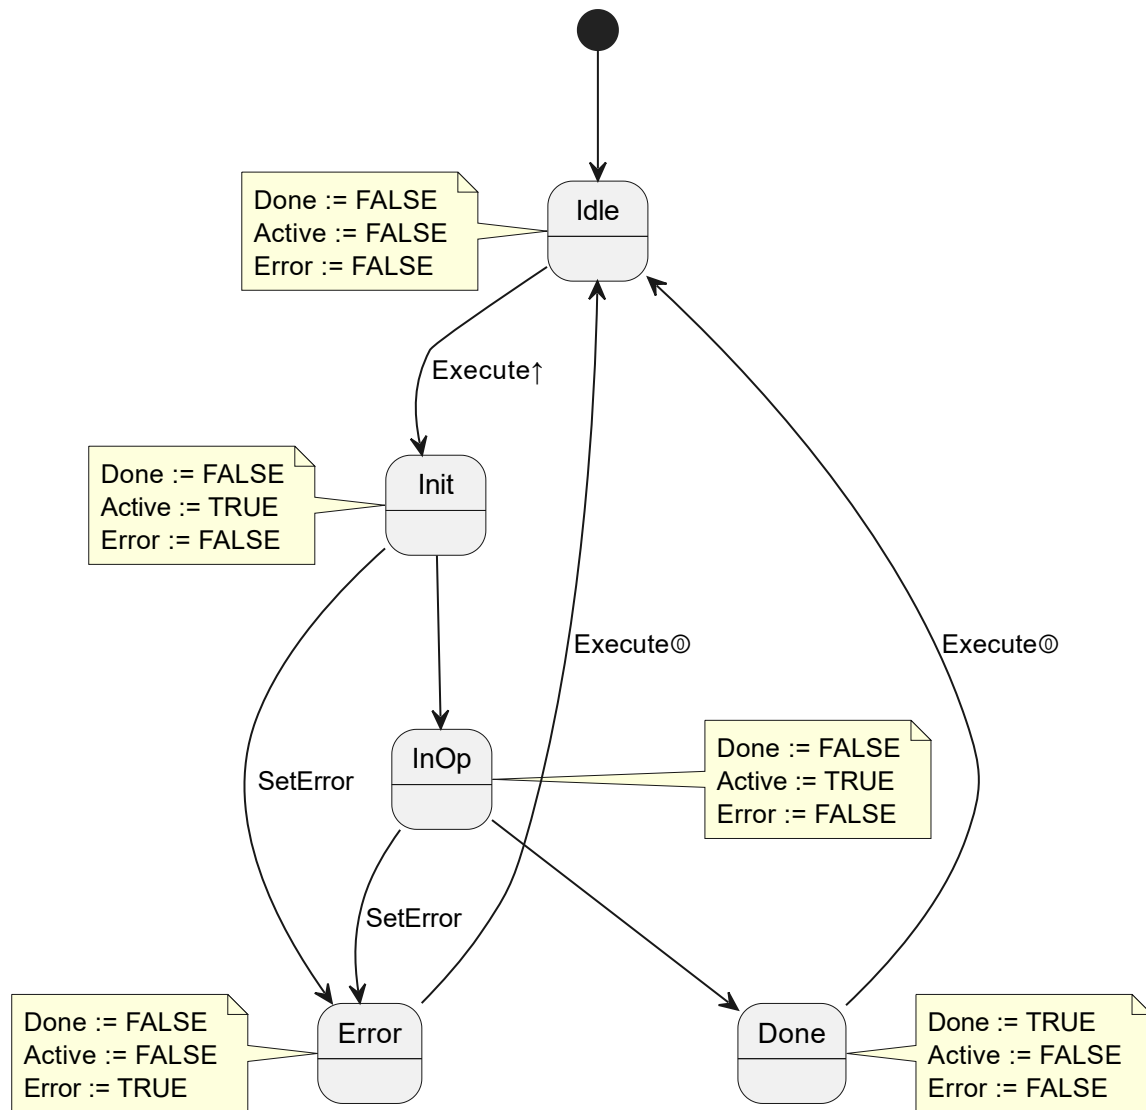 Done := FALSE
Active := FALSE
Error := FALSE
Idle
Execute↑
Done := FALSE
Active := TRUE
Error := FALSE
Init
Execute⓪
Execute⓪
Done := FALSE
Active := TRUE
Error := FALSE
InOp
SetError
SetError
Done := FALSE
Active := FALSE
Error := TRUE
Error
Done
Done := TRUE
Active := FALSE
Error := FALSE